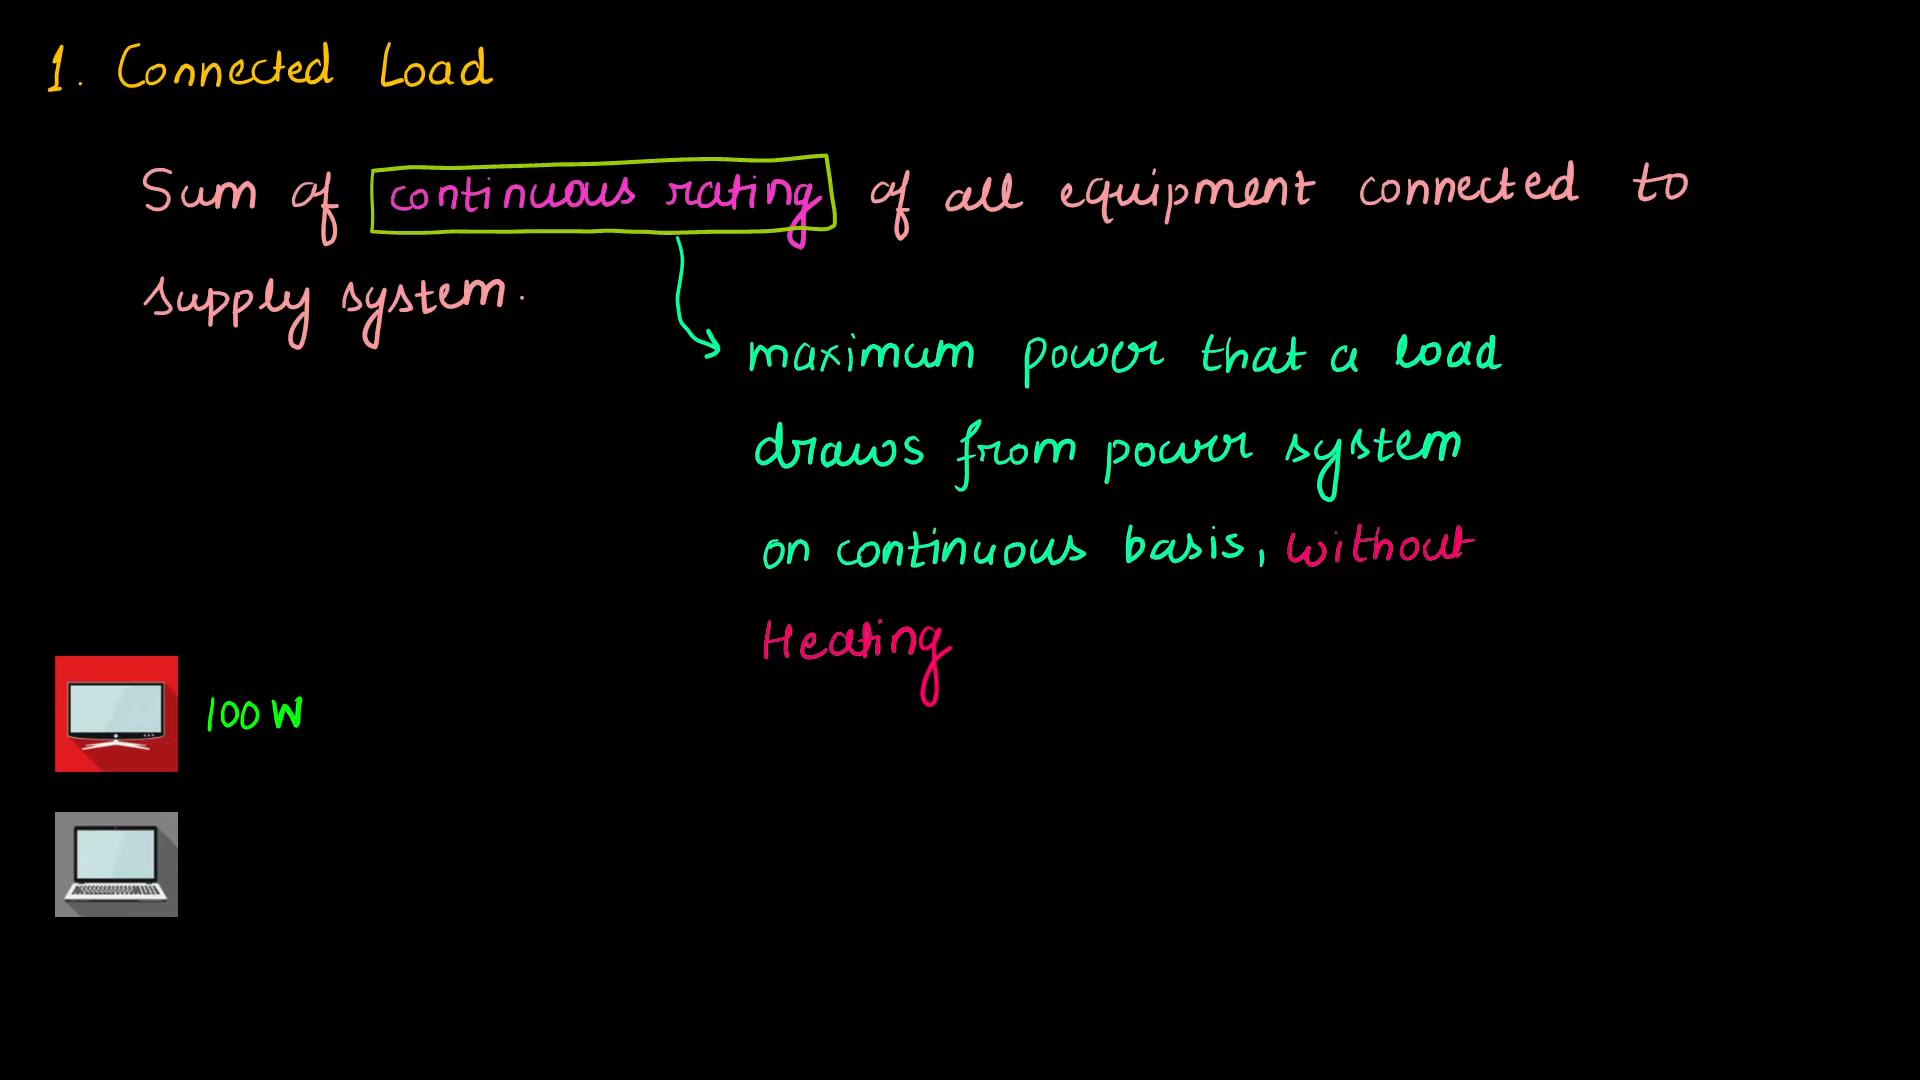 1. Connected Load
Sum of continuous rating of all equipment connected to
supply system.
maximum power that a load
draws from power system
on continuous basis, without
Heating
100 W